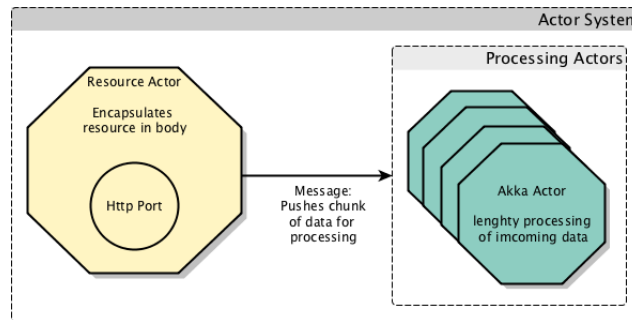 Actor System
Processing Actors
Resource Actor
Encapsulates
resource in body
Http Port
Message:
Pushes chunk
of data for
processing
Akka Actor
lenghty processing
of imcoming data